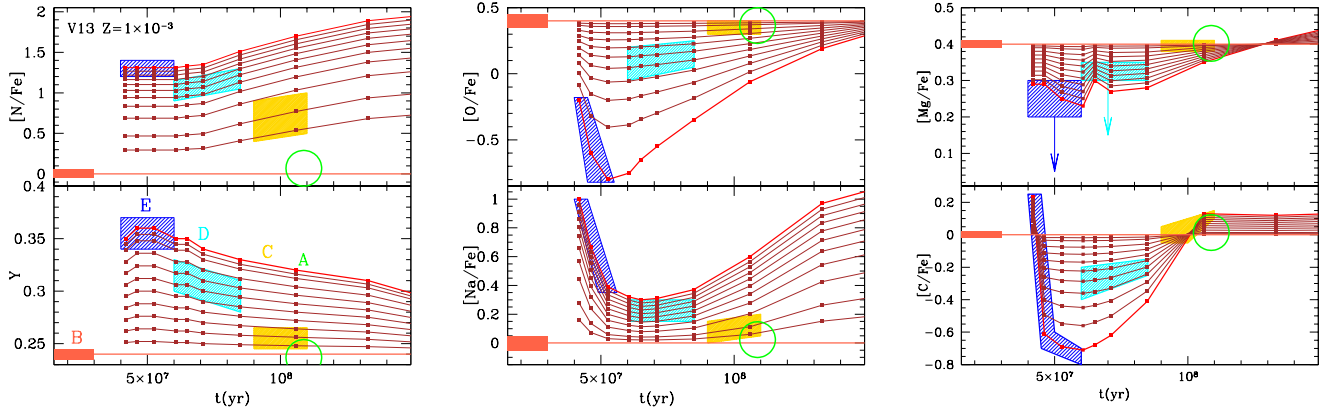 V13 Z=1×10⁻³
[N/Fe]
2
1.5
1
0.5
0
[O/Fe]
0.5
0
−0.5
[Mg/Fe]
0.5
0.4
0.3
0.2
0.1
E
D
C
A
B
Y
0.4
0.35
0.3
0.25
[Na/Fe]
1
0.8
0.6
0.4
0.2
0
[C/Fe]
0.2
0
−0.2
−0.4
−0.6
−0.8
5×10⁷
10⁸
t(yr)
5×10⁷
10⁸
t(yr)
5×10⁷
10⁸
t(yr)